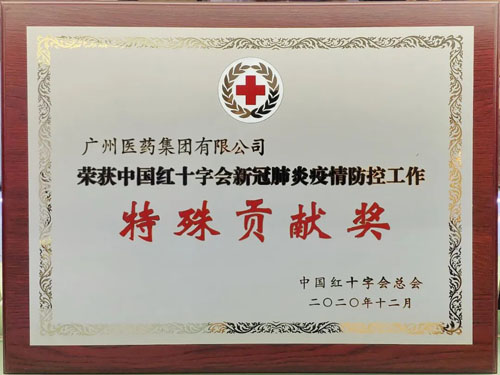 广州医药集团有限公司
荣获中国红十字会新冠肺炎疫情防控工作
特殊贡献奖
中国红十字会总会
二〇二〇年十二月